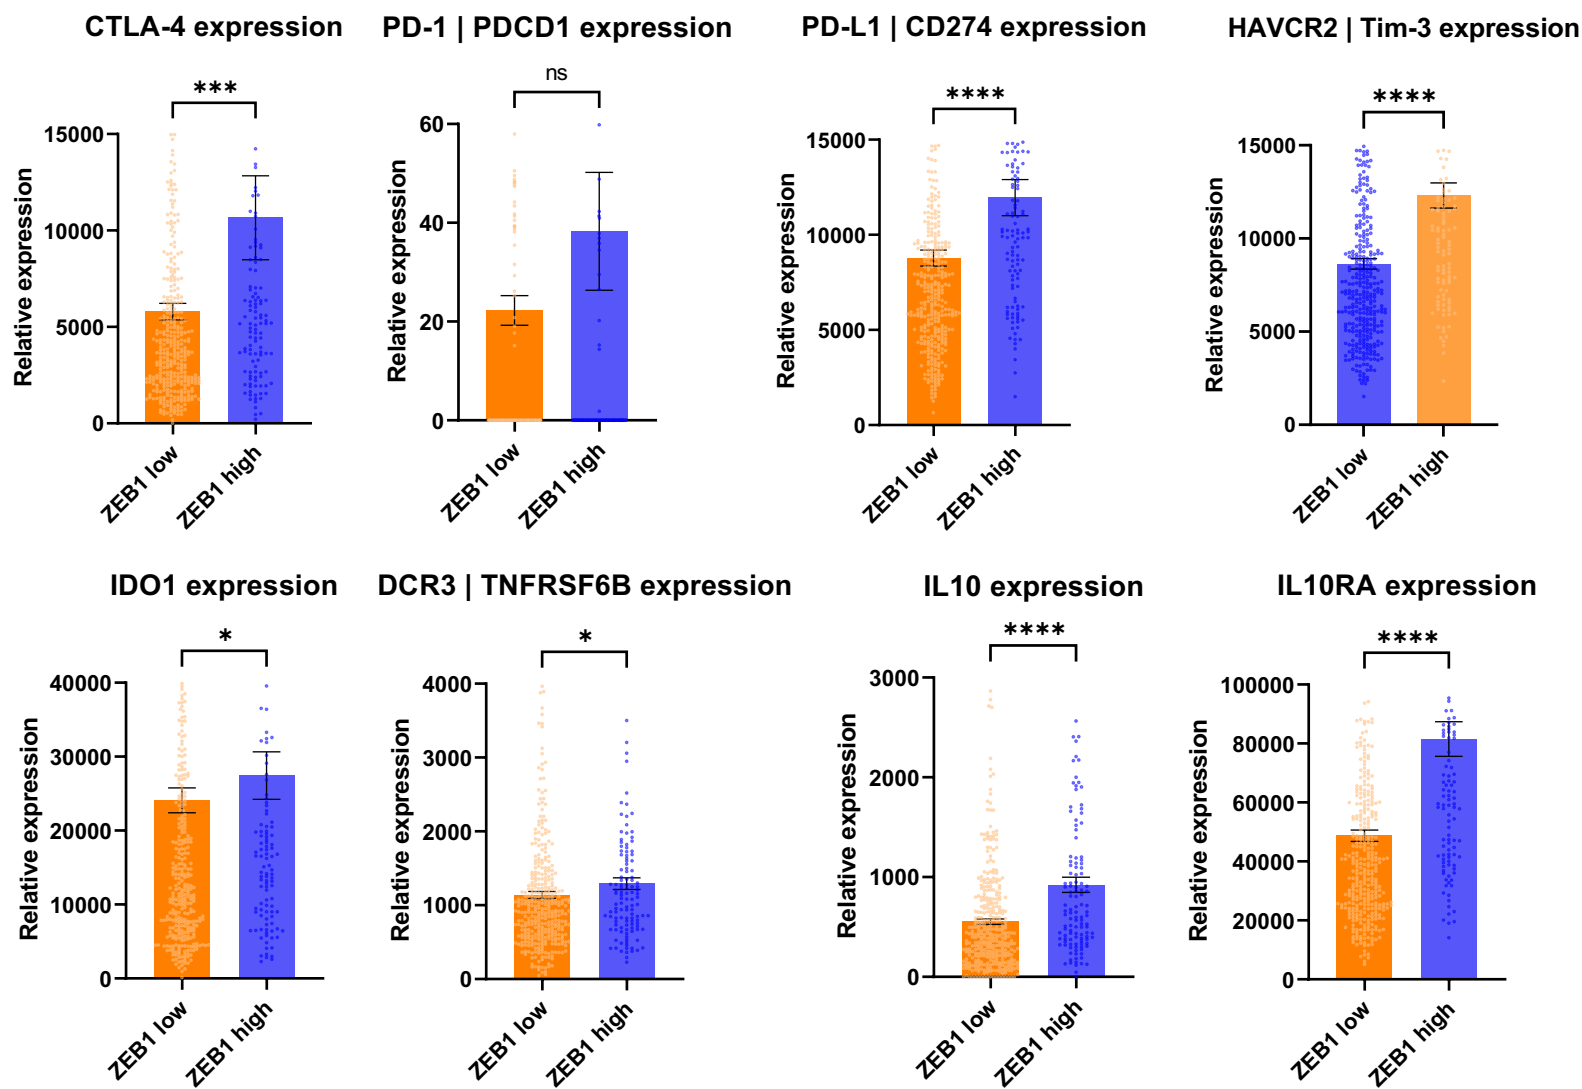 CTLA-4 expression
***
Relative expression
15000
10000
5000
0
ZEB1 low
ZEB1 high
PD-1 | PDCD1 expression
ns
Relative expression
60
40
20
0
ZEB1 low
ZEB1 high
PD-L1 | CD274 expression
****
Relative expression
15000
10000
5000
0
ZEB1 low
ZEB1 high
HAVCR2 | Tim-3 expression
****
Relative expression
15000
10000
5000
0
ZEB1 low
ZEB1 high
IDO1 expression
*
Relative expression
40000
30000
20000
10000
0
ZEB1 low
ZEB1 high
DCR3 | TNFRSF6B expression
*
Relative expression
4000
3000
2000
1000
0
ZEB1 low
ZEB1 high
IL10 expression
****
Relative expression
3000
2000
1000
0
ZEB1 low
ZEB1 high
IL10RA expression
****
Relative expression
100000
80000
60000
40000
20000
0
ZEB1 low
ZEB1 high